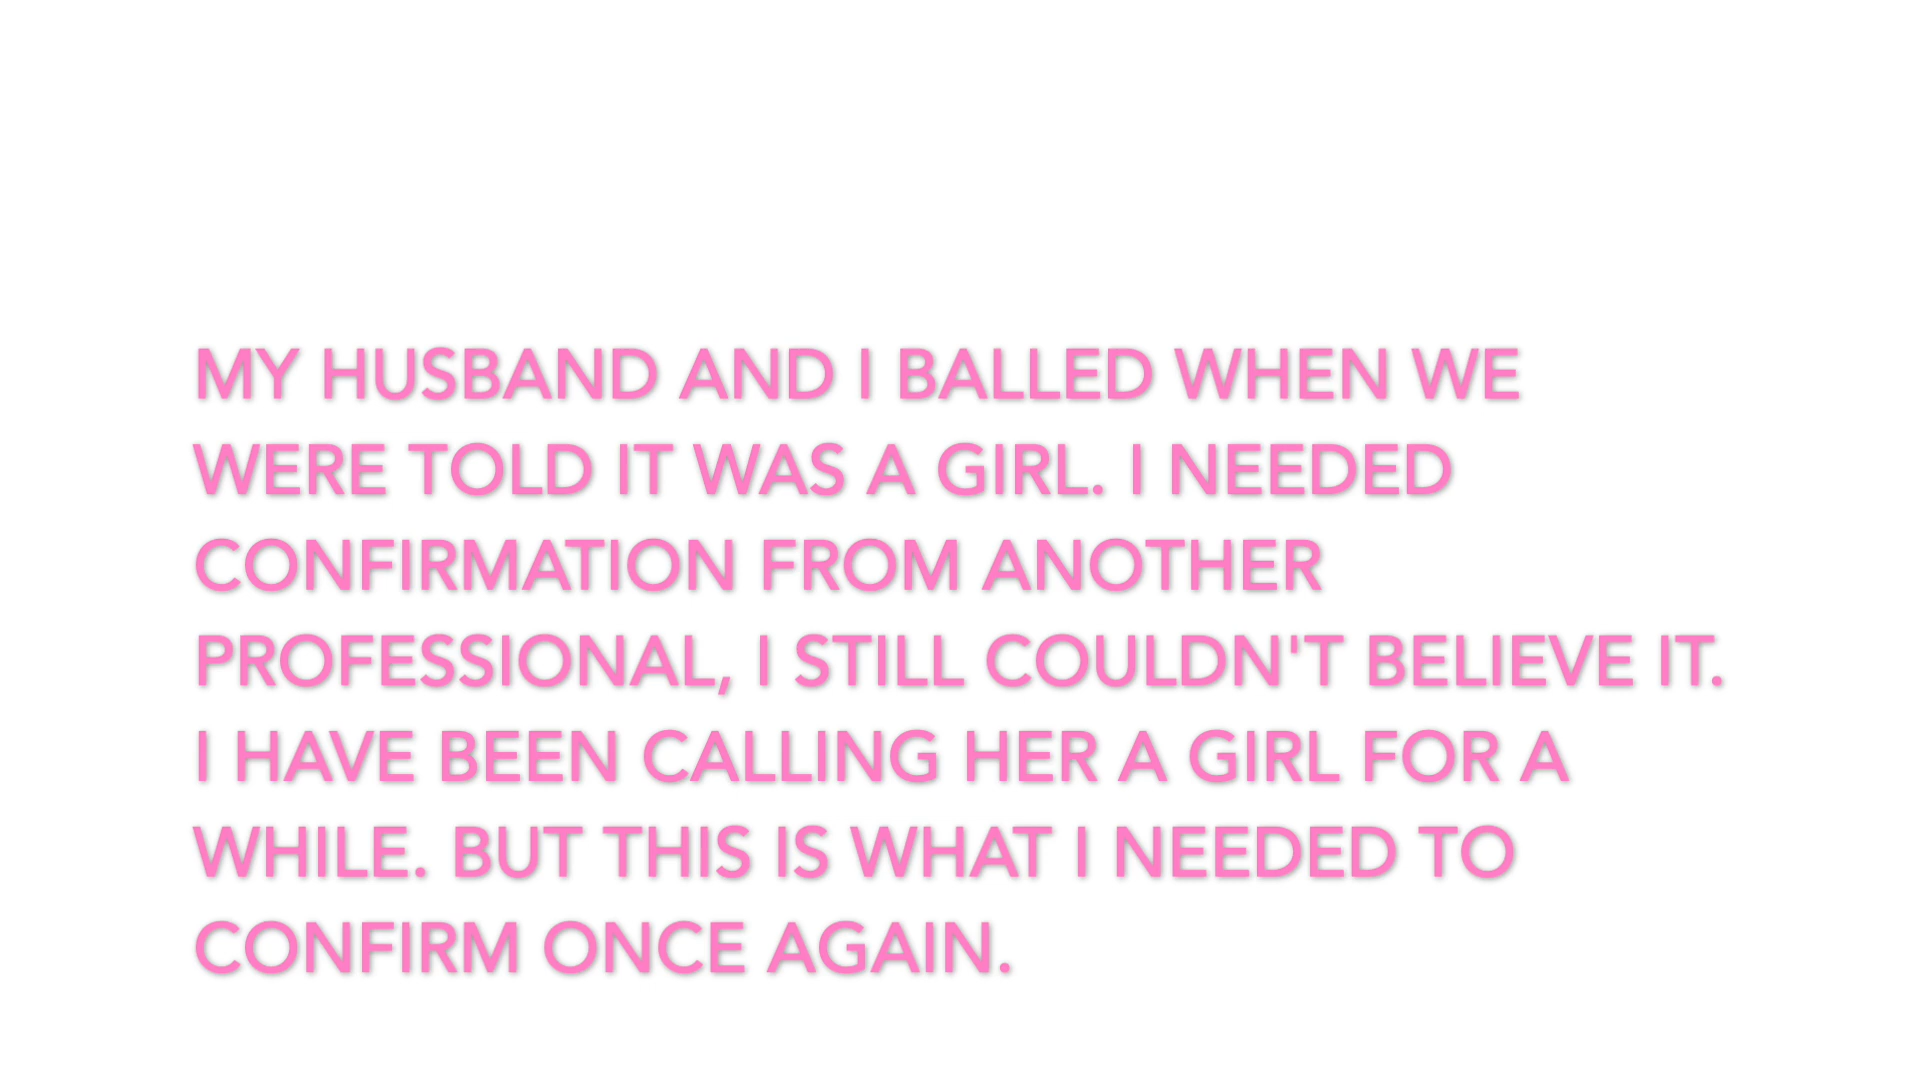 MY HUSBAND AND I BALLED WHEN WE
WERE TOLD IT WAS A GIRL. I NEEDED
CONFIRMATION FROM ANOTHER
PROFESSIONAL, I STILL COULDN'T BELIEVE IT.
I HAVE BEEN CALLING HER A GIRL FOR A
WHILE. BUT THIS IS WHAT I NEEDED TO
CONFIRM ONCE AGAIN.